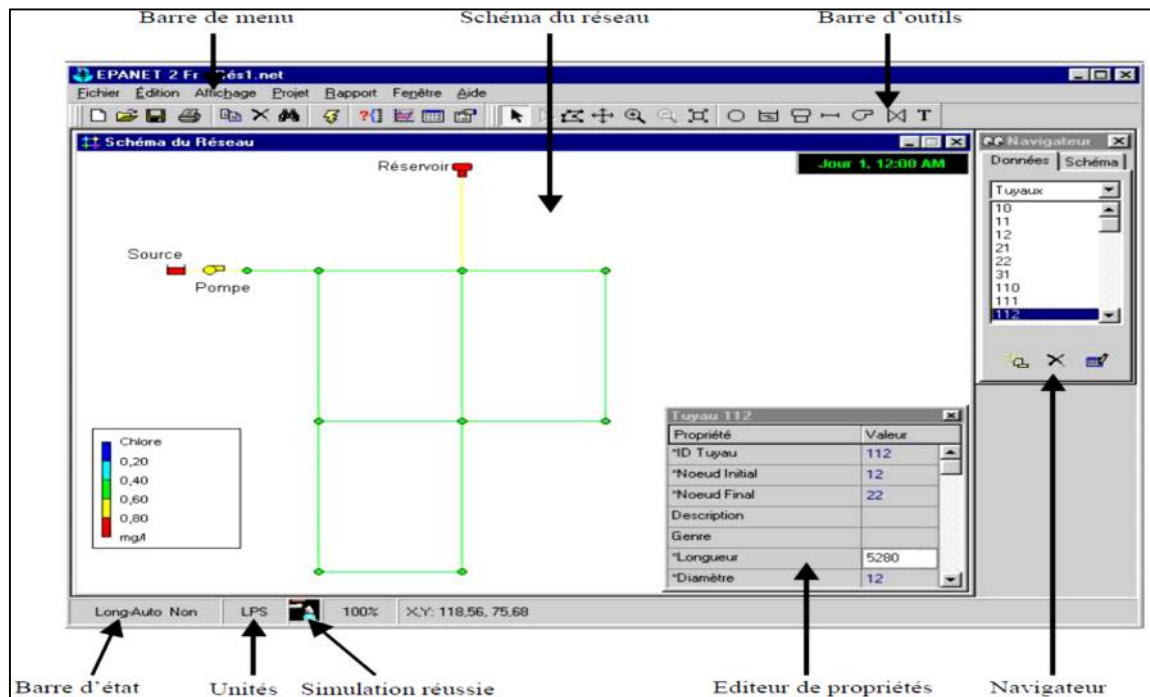 Barre de menu
Schéma du réseau
Barre d'outils
EPANET 2 Fr
és1.net
Fichier Édition Affichage Projet Rapport Fenêtre Aide
Schéma du Réseau
Jour 1, 12:00 AM
Navigateur
Données
Schéma
Tuyaux
10
11
12
21
22
31
110
111
112
Réservoir
Source
Pompe
Chlore
0,20
0,40
0,60
0,80
mg/l
Tuyau 112
Propriété Valeur
*ID Tuyau 112
*Noeud Initial 12
*Noeud Final 22
Description
Genre
*Longueur 5280
*Diamètre 12
Long-Auto Non
LPS
100%
X,Y: 118,56, 75,68
Barre d'état
Unités
Simulation réussie
Editeur de propriétés
Navigateur